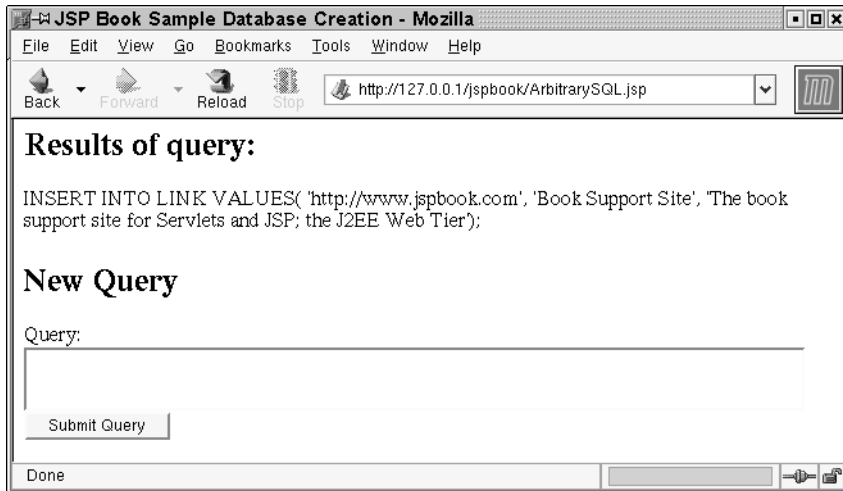 JSP Book Sample Database Creation - Mozilla
File Edit View Go Bookmarks Tools Window Help
Back Forward Reload Stop http://127.0.0.1/jspbook/ArbitrarySQL.jsp
Results of query:
INSERT INTO LINK VALUES( 'http://www.jspbook.com', 'Book Support Site', 'The book
support site for Servlets and JSP; the J2EE Web Tier');
New Query
Query:
Submit Query
Done